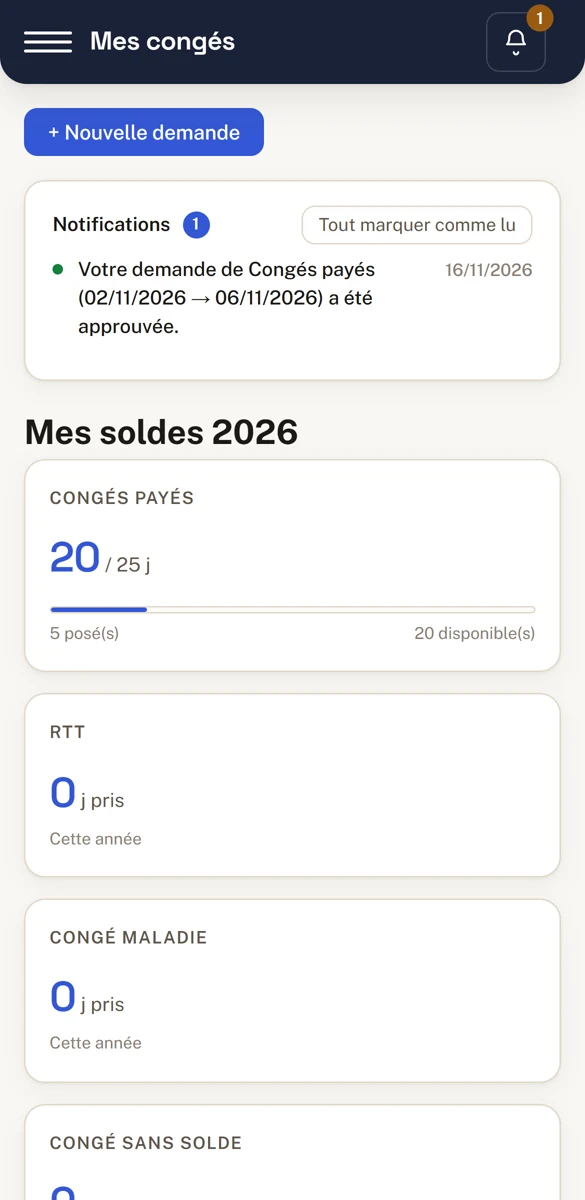 Mes congés
1
+ Nouvelle demande
Notifications 1
Tout marquer comme lu
Votre demande de Congés payés
16/11/2026
(02/11/2026 → 06/11/2026) a été
approuvée.
Mes soldes 2026
CONGÉS PAYÉS
20 / 25 j
5 posé(s)
20 disponible(s)
RTT
0 j pris
Cette année
CONGÉ MALADIE
0 j pris
Cette année
CONGÉ SANS SOLDE